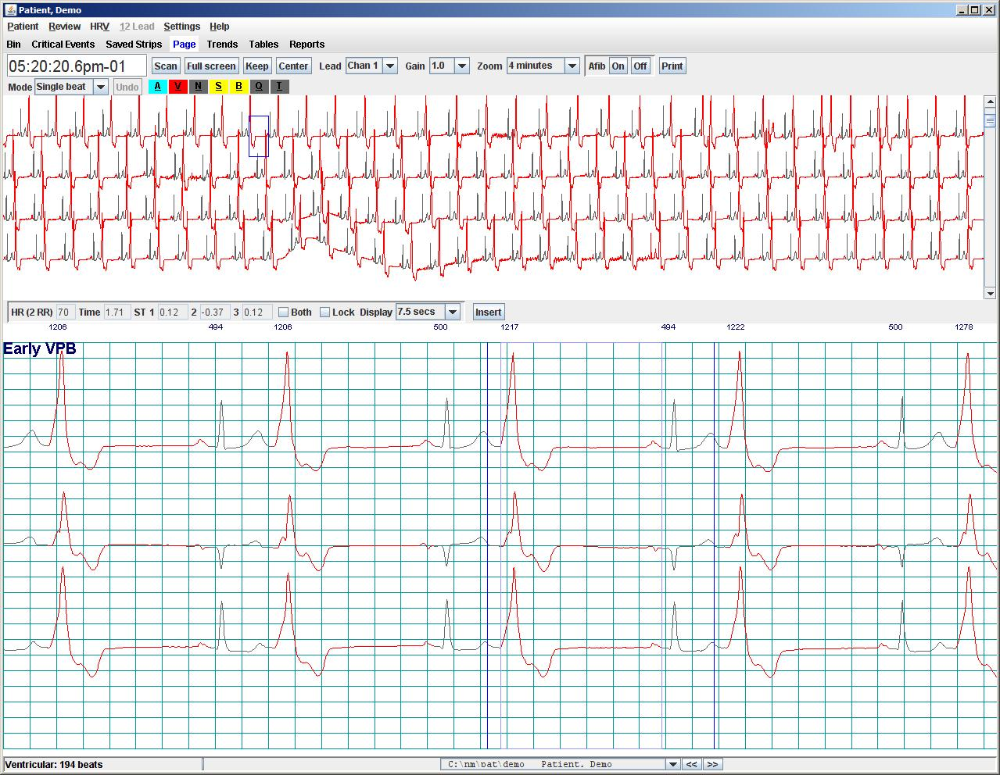 Patient, Demo
Patient Review HRV 12 Lead Settings Help
Bin Critical Events Saved Strips Page Trends Tables Reports
05:20:20.6pm-01 Scan Full screen Keep Center Lead Chan 1 Gain 1.0 Zoom 4 minutes Afib On Off Print
Mode Single beat Undo A V N S B Q T
HR (2 RR) 70 Time 1.71 ST 1 0.12 2 -0.37 3 0.12 Both Lock Display 7.5 secs Insert
1206 494 1206 500 1217 494 1222 500 1278
Early VPB
Ventricular: 194 beats C:\nm\pat\demo Patient, Demo << >>